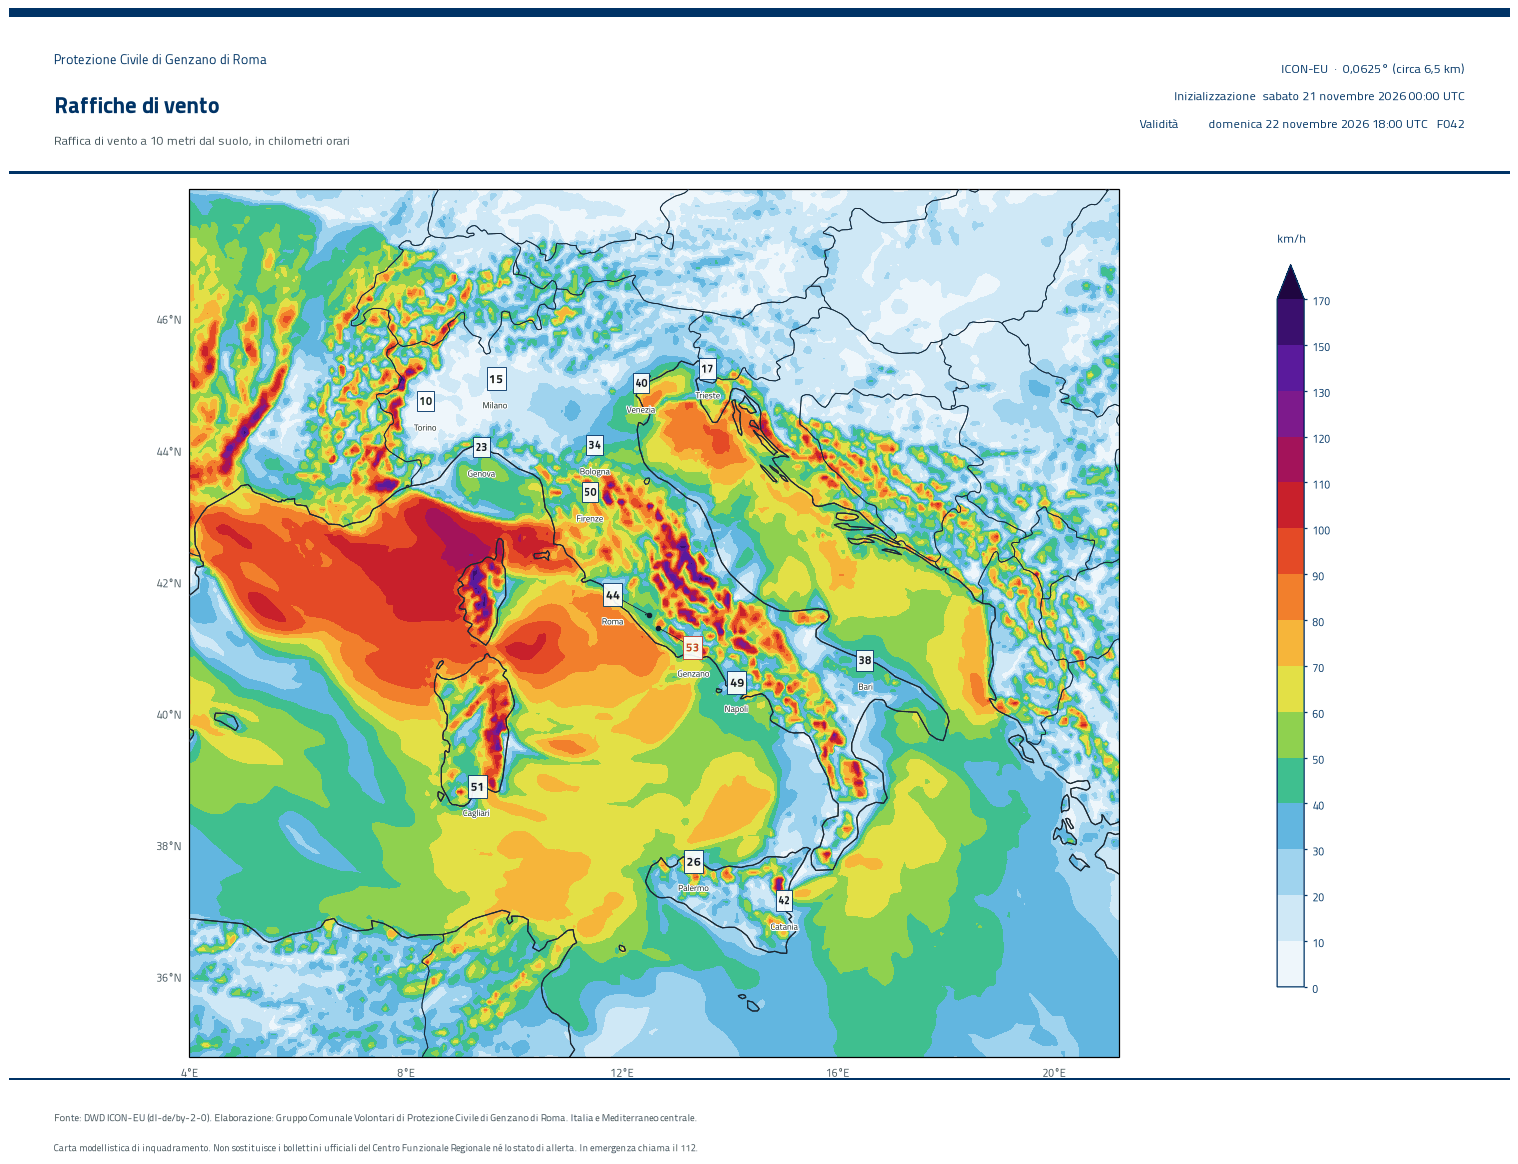 Protezione Civile di Genzano di Roma
Raffiche di vento
Raffica di vento a 10 metri dal suolo, in chilometri orari
ICON-EU · 0,0625° (circa 6,5 km)
Inizializzazione sabato 21 novembre 2026 00:00 UTC
Validità domenica 22 novembre 2026 18:00 UTC F042
km/h
170
150
130
120
110
100
90
80
70
60
50
40
30
20
10
0
46°N
44°N
42°N
40°N
38°N
36°N
4°E
8°E
12°E
16°E
20°E
17
Trieste
40
Venezia
15
Milano
10
Torino
23
Genova
34
Bologna
50
Firenze
44
Roma
53
Genzano
49
Napoli
38
Bari
51
Cagliari
26
Palermo
42
Catania
Fonte: DWD ICON-EU (dl-de/by-2-0). Elaborazione: Gruppo Comunale Volontari di Protezione Civile di Genzano di Roma. Italia e Mediterraneo centrale.
Carta modellistica di inquadramento. Non sostituisce i bollettini ufficiali del Centro Funzionale Regionale né lo stato di allerta. In emergenza chiama il 112.